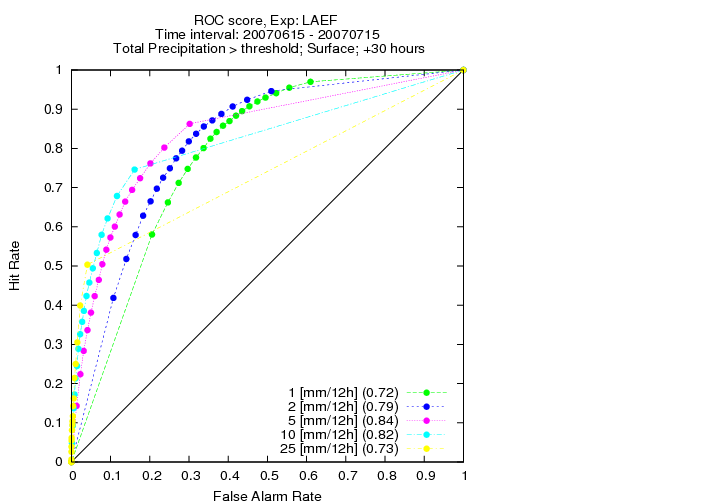 ROC score, Exp: LAEF
Time interval: 20070615 - 20070715
Total Precipitation > threshold; Surface; +30 hours
1
0.9
0.8
0.7
0.6
0.5
0.4
0.3
0.2
0.1
0
Hit Rate
1 [mm/12h] (0.72)
2 [mm/12h] (0.79)
5 [mm/12h] (0.84)
10 [mm/12h] (0.82)
25 [mm/12h] (0.73)
0 0.1 0.2 0.3 0.4 0.5 0.6 0.7 0.8 0.9 1
False Alarm Rate